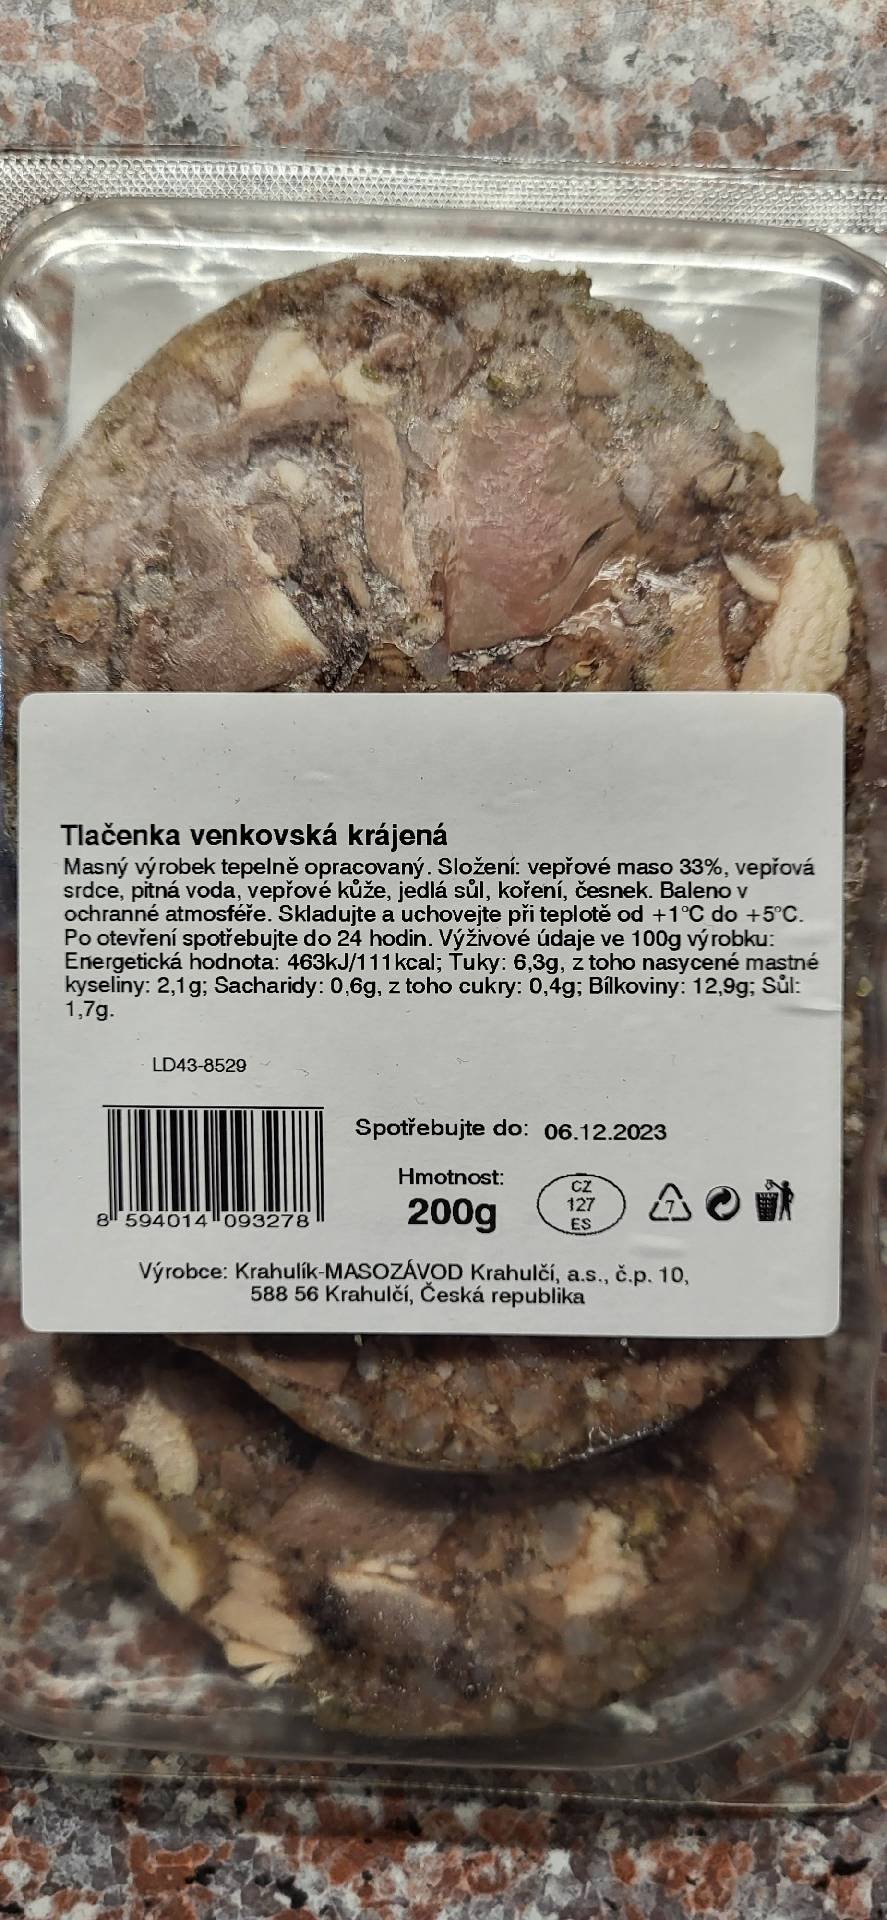 Tlačenka venkovská krájená
Masný výrobek tepelně opracovaný. Složení: vepřové maso 33%, vepřová
srdce, pitná voda, vepřové kůže, jedlá sůl, koření, česnek. Baleno v
ochranné atmosféře. Skladujte a uchovejte při teplotě od +1°C do +5°C.
Po otevření spotřebujte do 24 hodin. Výživové údaje ve 100g výrobku:
Energetická hodnota: 463kJ/111kcal; Tuky: 6,3g, z toho nasycené mastné
kyseliny: 2,1g; Sacharidy: 0,6g, z toho cukry: 0,4g; Bílkoviny: 12,9g; Sůl:
1,7g.
LD43-8529
Spotřebujte do: 06.12.2023
Hmotnost:
200g
CZ
127
ES
7
8 594014 093278
Výrobce: Krahulík-MASOZÁVOD Krahulčí, a.s., č.p. 10,
588 56 Krahulčí, Česká republika